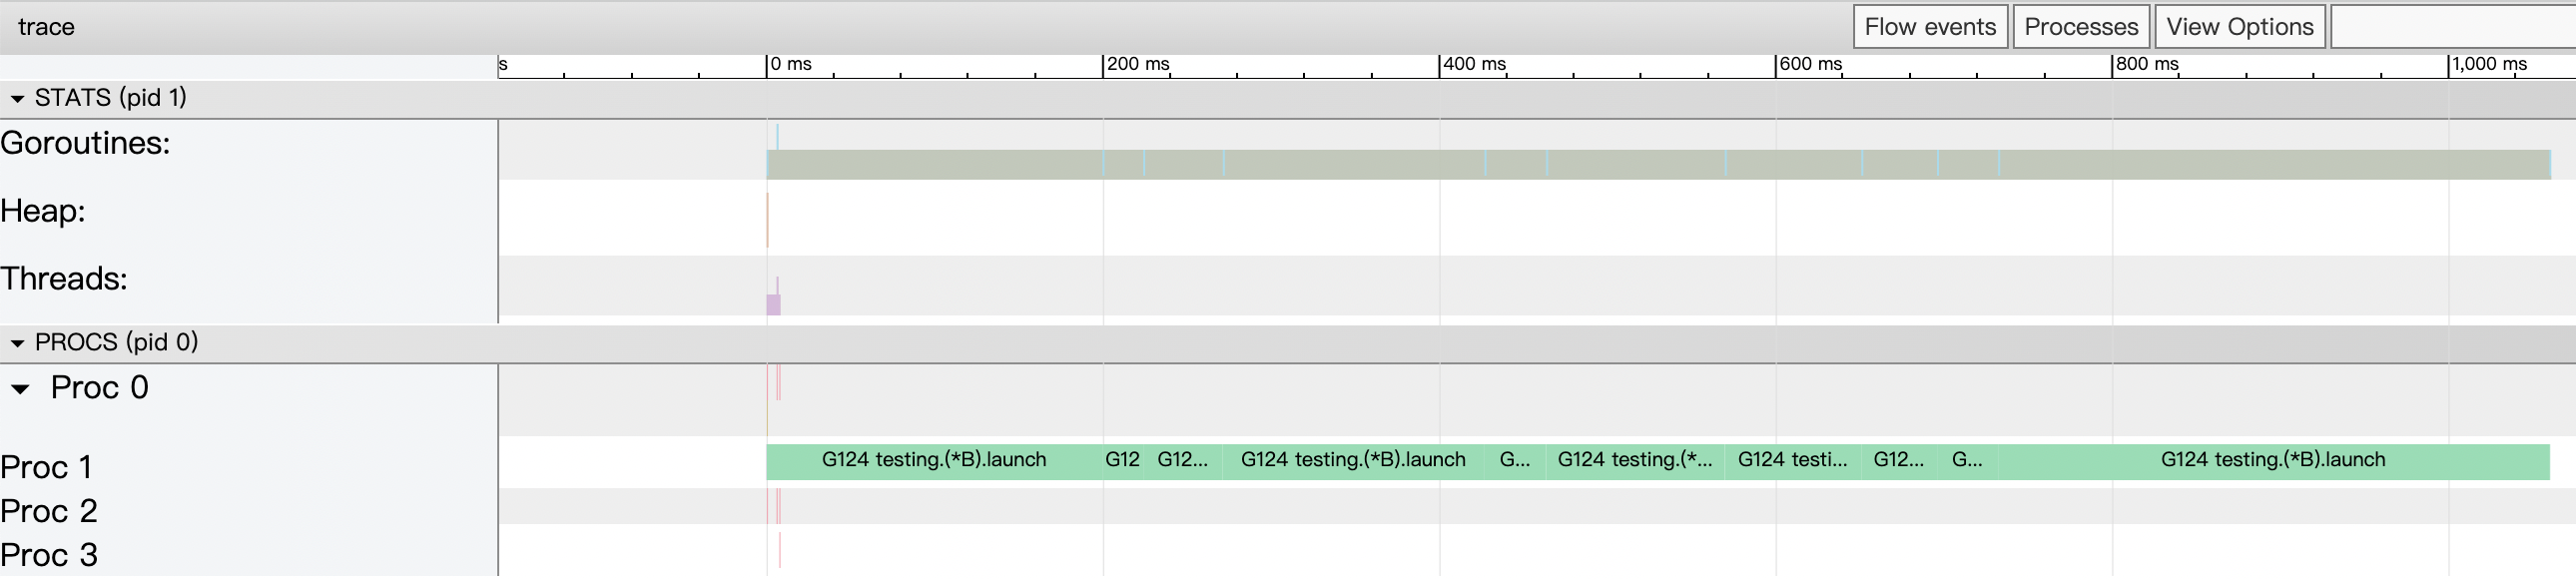 trace Flow events Processes View Options
s 0 ms 200 ms 400 ms 600 ms 800 ms 1,000 ms
STATS (pid 1)
Goroutines:
Heap:
Threads:
PROCS (pid 0)
Proc 0
Proc 1 G124 testing.(*B).launch G12 G12... G124 testing.(*B).launch G... G124 testing.(*... G124 testi... G12... G... G124 testing.(*B).launch
Proc 2
Proc 3